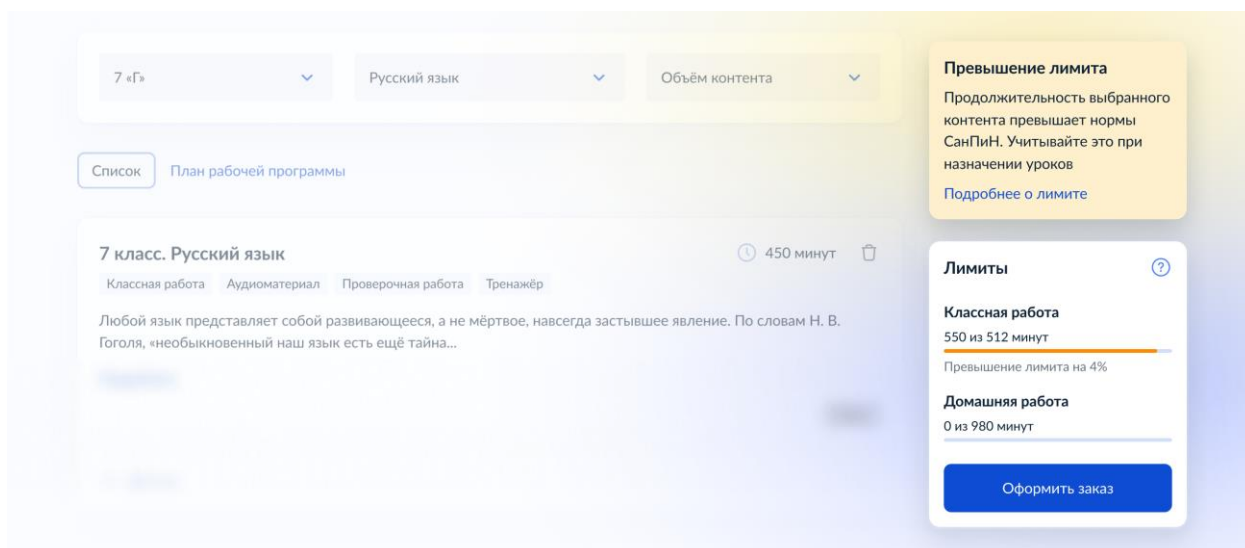 7 «Г»
Русский язык
Объём контента
Список
План рабочей программы
7 класс. Русский язык
450 минут
Классная работа
Аудиоматериал
Проверочная работа
Тренажёр
Любой язык представляет собой развивающееся, а не мёртвое, навсегда застывшее явление. По словам Н. В.
Гоголя, «необыкновенный наш язык есть ещё тайна...
Превышение лимита
Продолжительность выбранного
контента превышает нормы
СанПиН. Учитывайте это при
назначении уроков
Подробнее о лимите
Лимиты
?
Классная работа
550 из 512 минут
Превышение лимита на 4%
Домашняя работа
0 из 980 минут
Оформить заказ